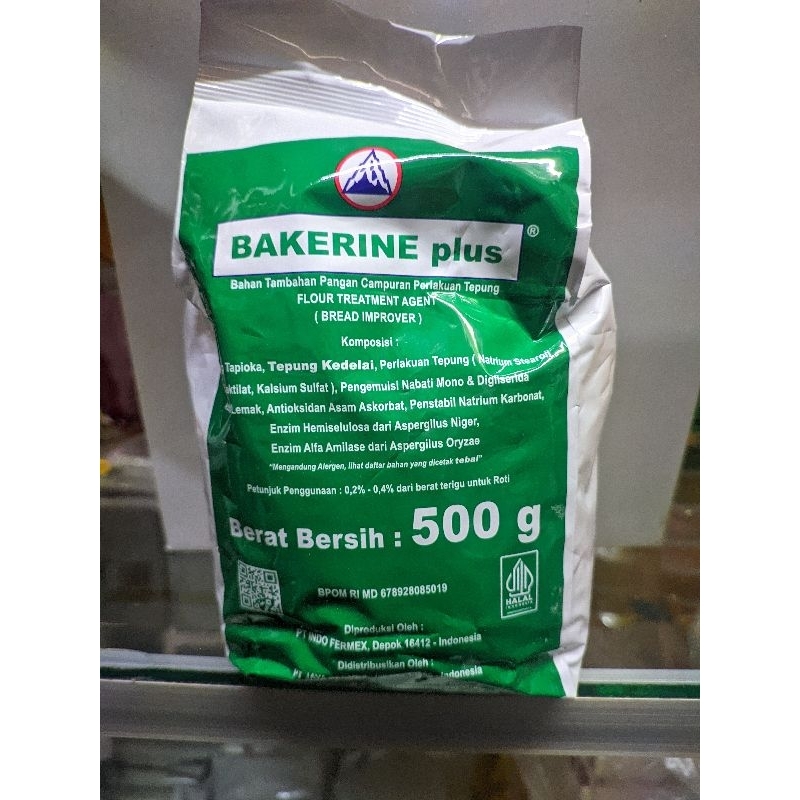 BAKERINE plus ®
Bahan Tambahan Pangan Campuran Perlakuan Tepung
FLOUR TREATMENT AGENT
( BREAD IMPROVER )
Komposisi :
Tapioka, Tepung Kedelai, Perlakuan Tepung ( Natrium Stearoil
Kalsium Sulfat ), Pengemulsi Nabati Mono & Digliserida
Lemak, Antioksidan Asam Askorbat, Penstabil Natrium Karbonat,
Enzim Hemiselulosa dari Aspergilus Niger,
Enzim Alfa Amilase dari Aspergilus Oryzae
"Mengandung Alergen, lihat daftar bahan yang dicetak tebal"
Petunjuk Penggunaan : 0,2% - 0,4% dari berat terigu untuk Roti
Berat Bersih : 500 g
BPOM RI MD 678928085019
HALAL
INDONESIA
Diproduksi Oleh :
PT INDO FERMEX, Depok 16412 - Indonesia
Didistribusikan Oleh :
PT Indonesia